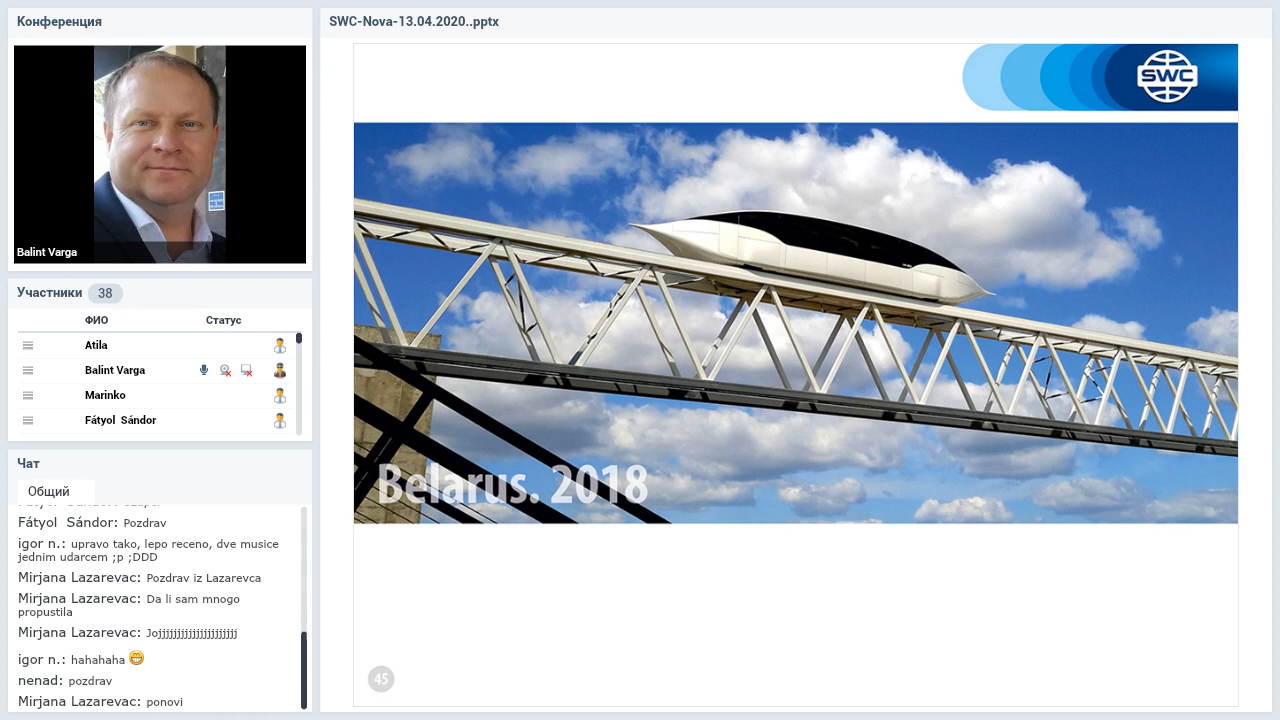 Конференция
Balint Varga
Участники 38
ФИО Статус
Atila
Balint Varga
Marinko
Fátyol Sándor
Чат
Общий
Fátyol Sándor: Pozdrav
igor n.: upravo tako, lepo receno, dve musice
jednim udarcem ;p ;DDD
Mirjana Lazarevac: Pozdrav iz Lazarevca
Mirjana Lazarevac: Da li sam mnogo
propustila
Mirjana Lazarevac: Jojjjjjjjjjjjjjjjjjjjjj
igor n.: hahahaha
nenad: pozdrav
Mirjana Lazarevac: ponovi
SWC-Nova-13.04.2020..pptx
SWC
Belarus. 2018
45